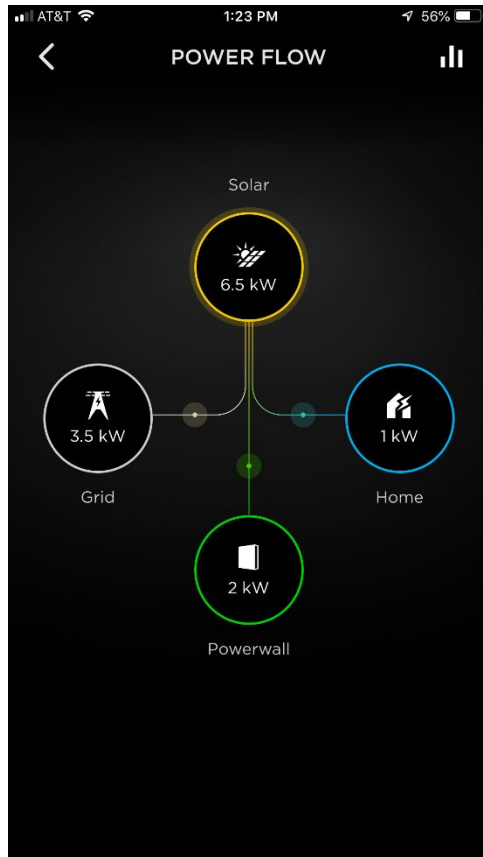 AT&T 1:23 PM 56%
POWER FLOW
Solar
6.5 kW
3.5 kW
1 kW
Grid
Home
2 kW
Powerwall